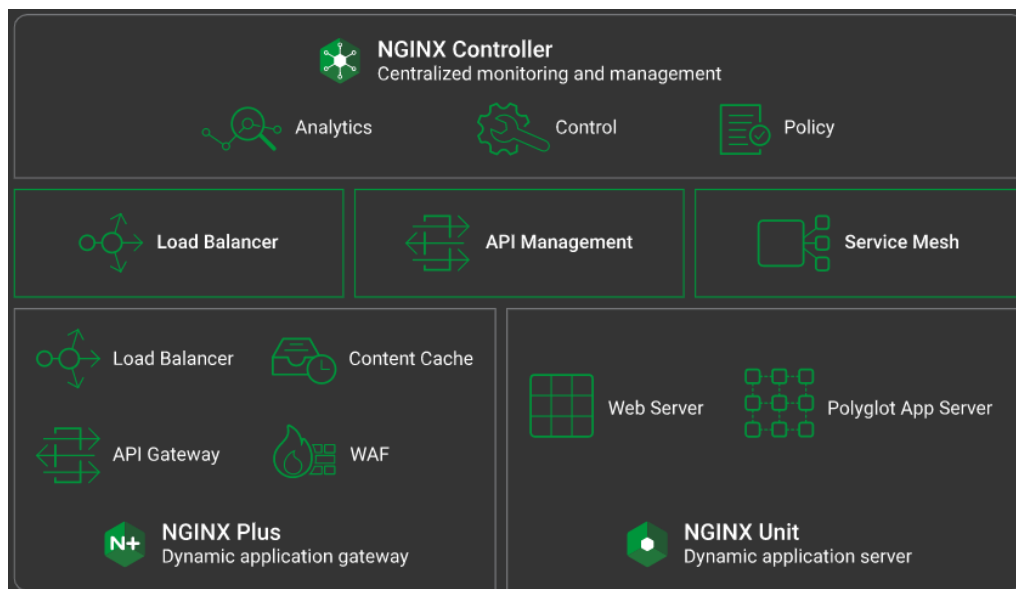 NGINX Controller
Centralized monitoring and management
Analytics
Control
Policy
Load Balancer
API Management
Service Mesh
Load Balancer
Content Cache
API Gateway
WAF
N+
NGINX Plus
Dynamic application gateway
Web Server
Polyglot App Server
NGINX Unit
Dynamic application server